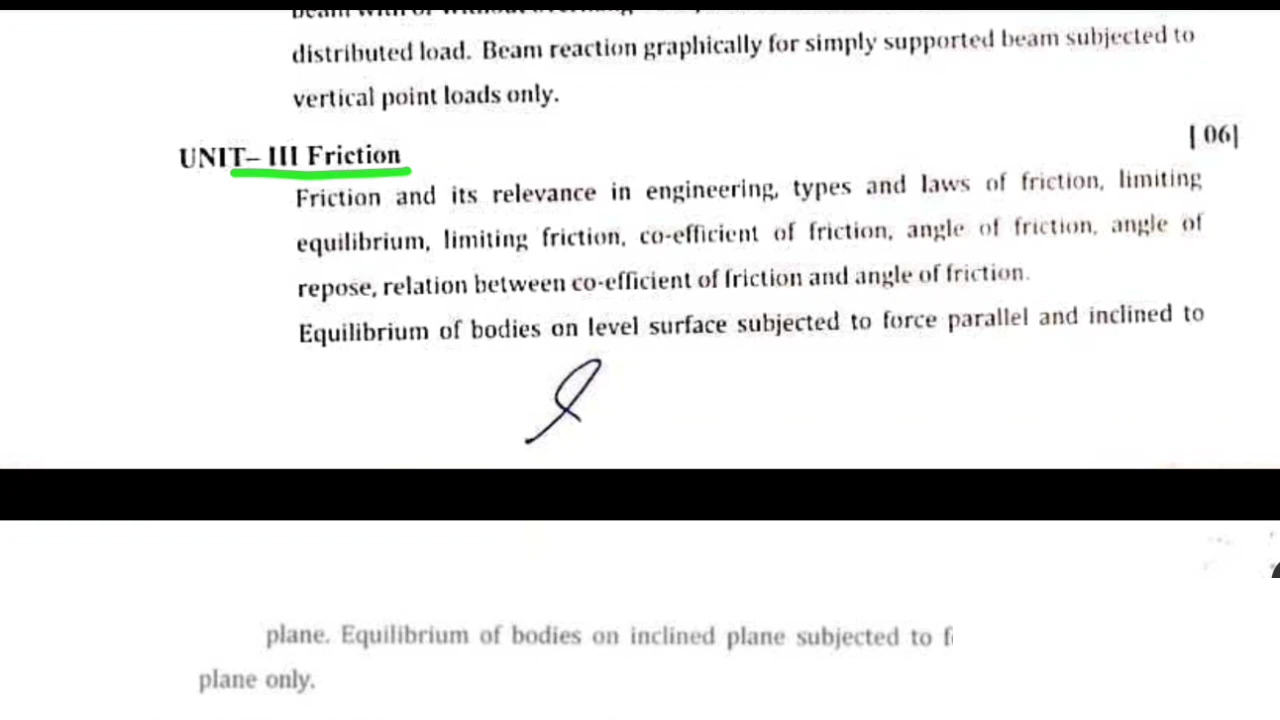 distributed load. Beam reaction graphically for simply supported beam subjected to
vertical point loads only.
UNIT– III Friction
[ 06]
Friction and its relevance in engineering, types and laws of friction, limiting
equilibrium, limiting friction, co-efficient of friction, angle of friction, angle of
repose, relation between co-efficient of friction and angle of friction.
Equilibrium of bodies on level surface subjected to force parallel and inclined to
plane. Equilibrium of bodies on inclined plane subjected to
plane only.